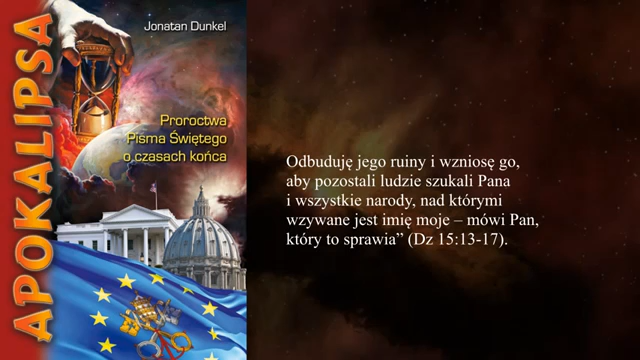 APOKALIPSA
Jonatan Dunkel
Proroctwa
Pisma Świętego
o czasach końca
Odbuduję jego ruiny i wzniosę go,
aby pozostali ludzie szukali Pana
i wszystkie narody, nad którymi
wzywane jest imię moje – mówi Pan,
który to sprawia” (Dz 15:13-17).